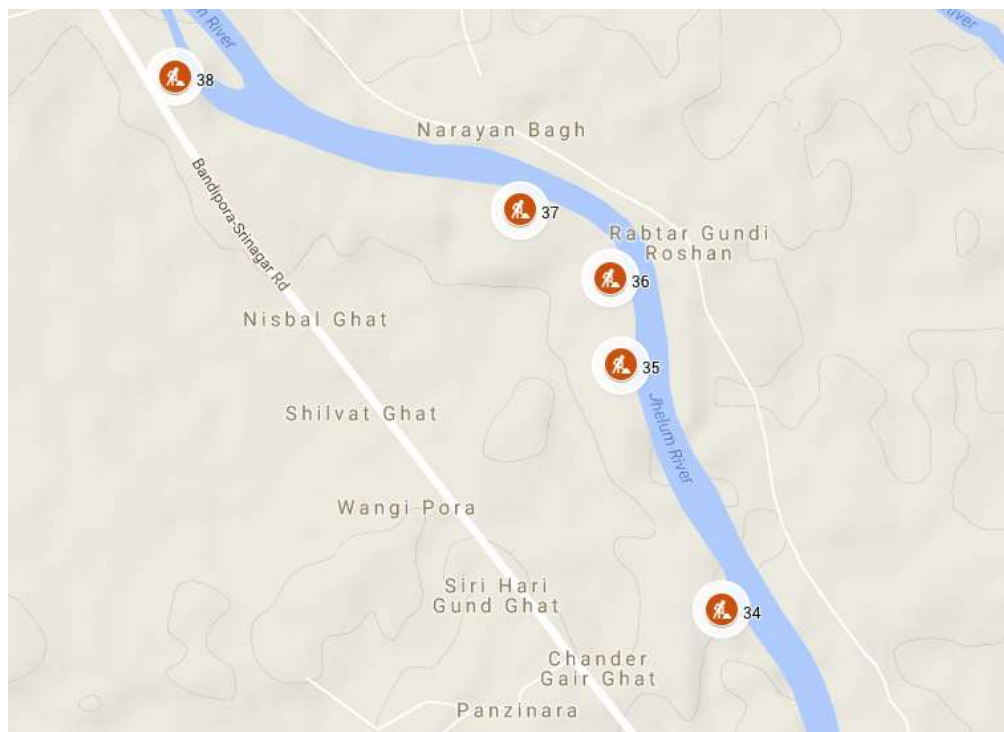 m River
River
38
Narayan Bagh
Bandipora-Srinagar Rd
37
Rabtar Gundi
Roshan
36
Nisbal Ghat
35
Jhelum River
Shilvat Ghat
Wangi Pora
Siri Hari
Gund Ghat
34
Chander
Gair Ghat
Panzinara